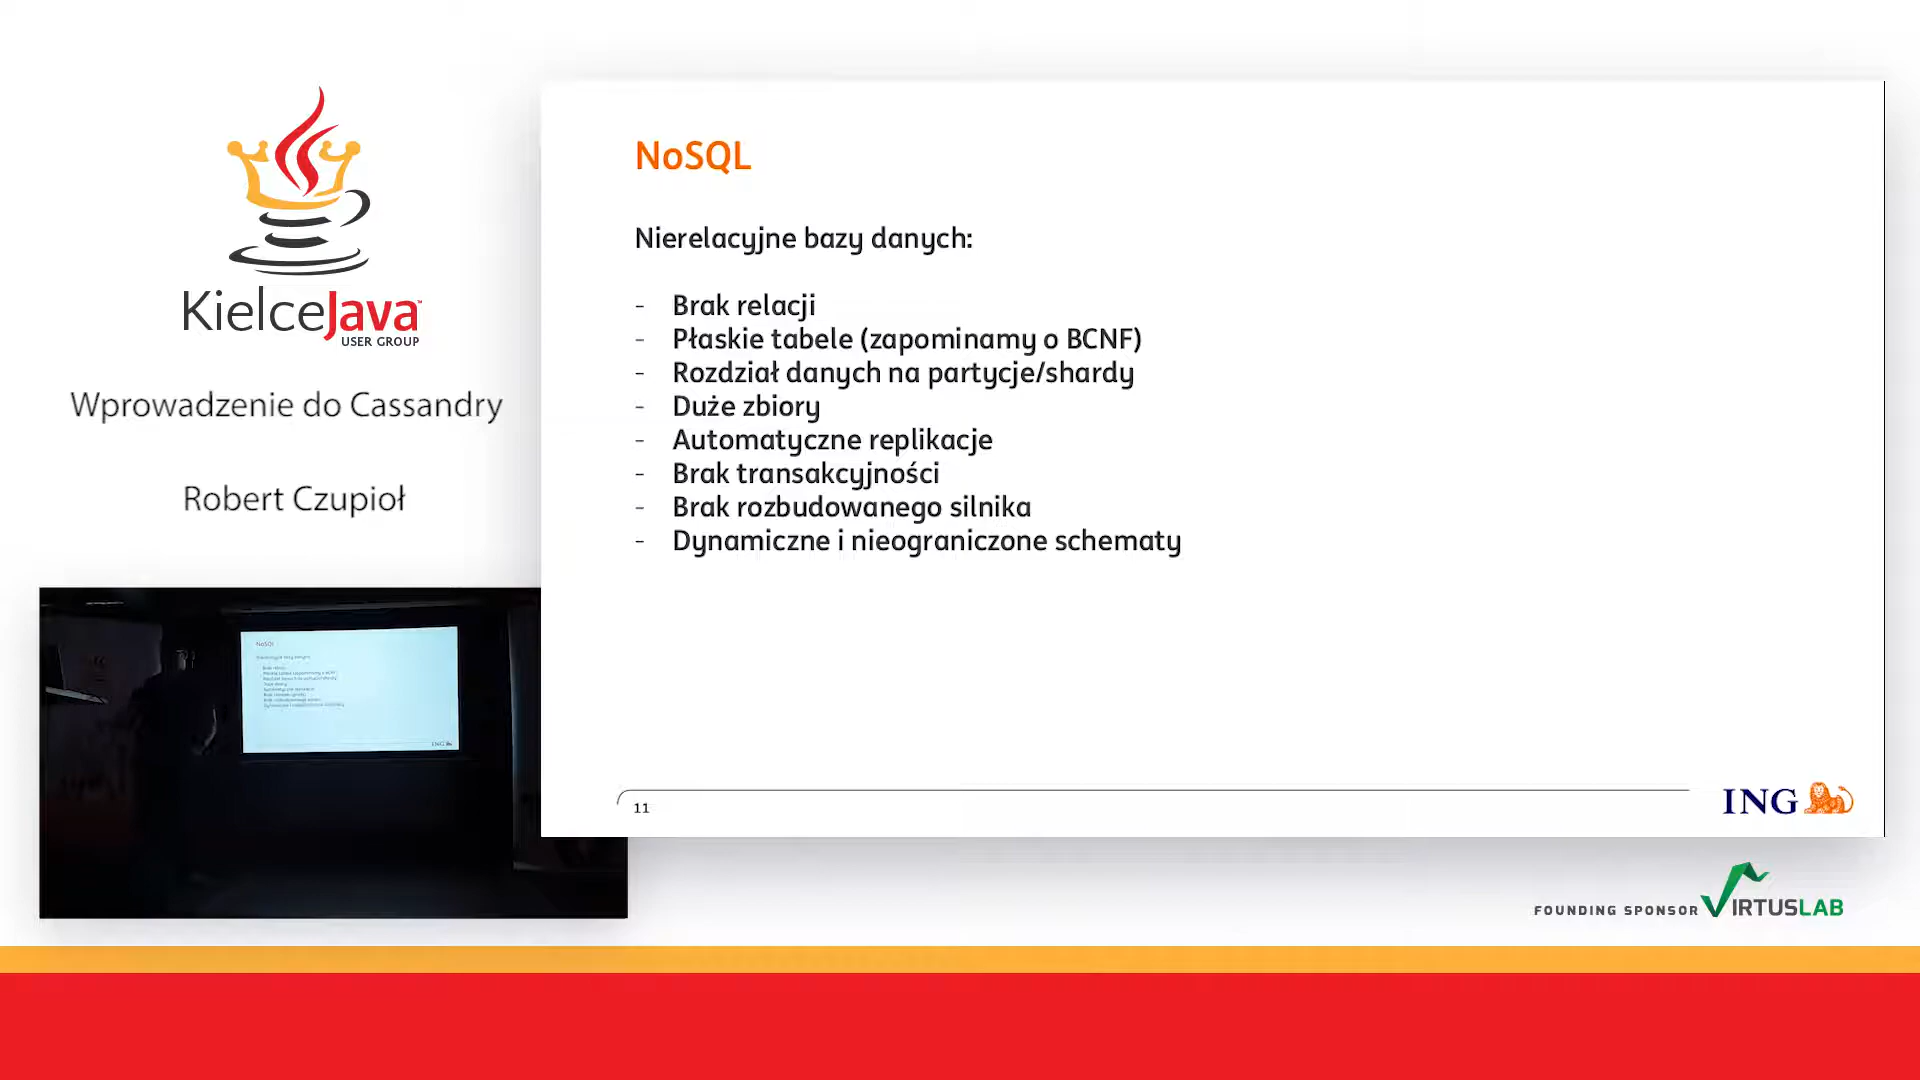 KielceJava
USER GROUP
Wprowadzenie do Cassandry
Robert Czupioł
NoSQL
Nierelacyjne bazy danych:
- Brak relacji
- Płaskie tabele (zapominamy o BCNF)
- Rozdział danych na partycje/shardy
- Duże zbiory
- Automatyczne replikacje
- Brak transakcyjności
- Brak rozbudowanego silnika
- Dynamiczne i nieograniczone schematy
11
ING
FOUNDING SPONSOR VIRTUSLAB